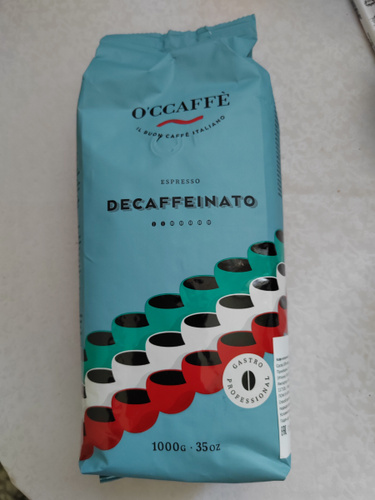 O'CCAFFÈ
IL BUON CAFFÈ ITALIANO
ESPRESSO
DECAFFEINATO
GASTRO
PROFESSIONAL
1000G · 35OZ